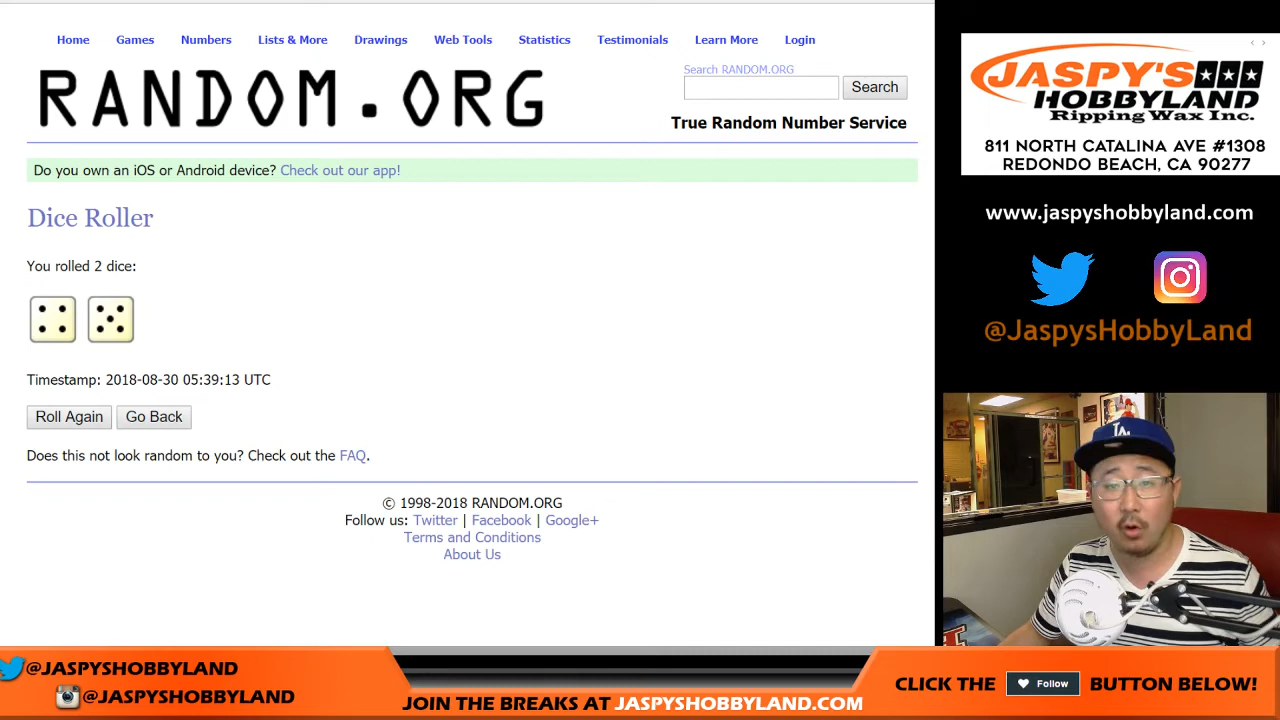 Home Games Numbers Lists & More Drawings Web Tools Statistics Testimonials Learn More Login
RANDOM.ORG
Search RANDOM.ORG
Search
True Random Number Service
Do you own an iOS or Android device? Check out our app!
Dice Roller
You rolled 2 dice:
Timestamp: 2018-08-30 05:39:13 UTC
Roll Again Go Back
Does this not look random to you? Check out the FAQ.
© 1998-2018 RANDOM.ORG
Follow us: Twitter | Facebook | Google+
Terms and Conditions
About Us
JASPY'S
HOBBYLAND
Ripping Wax Inc.
811 NORTH CATALINA AVE #1308
REDONDO BEACH, CA 90277
www.jaspyshobbyland.com
@JaspysHobbyLand
LA
@JASPYSHOBBYLAND
@JASPYSHOBBYLAND
JOIN THE BREAKS AT JASPYSHOBBYLAND.COM
CLICK THE Follow BUTTON BELOW!